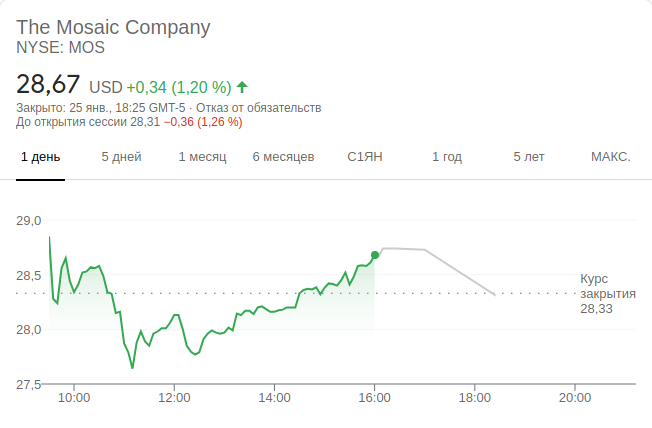 The Mosaic Company
NYSE: MOS
28,67 USD +0,34 (1,20 %)
Закрыто: 25 янв., 18:25 GMT-5 · Отказ от обязательств
До открытия сессии 28,31 −0,36 (1,26 %)
1 день 5 дней 1 месяц 6 месяцев С1ЯН 1 год 5 лет МАКС.
29,0
28,5
28,0
27,5
Курс
закрытия
28,33
10:00 12:00 14:00 16:00 18:00 20:00